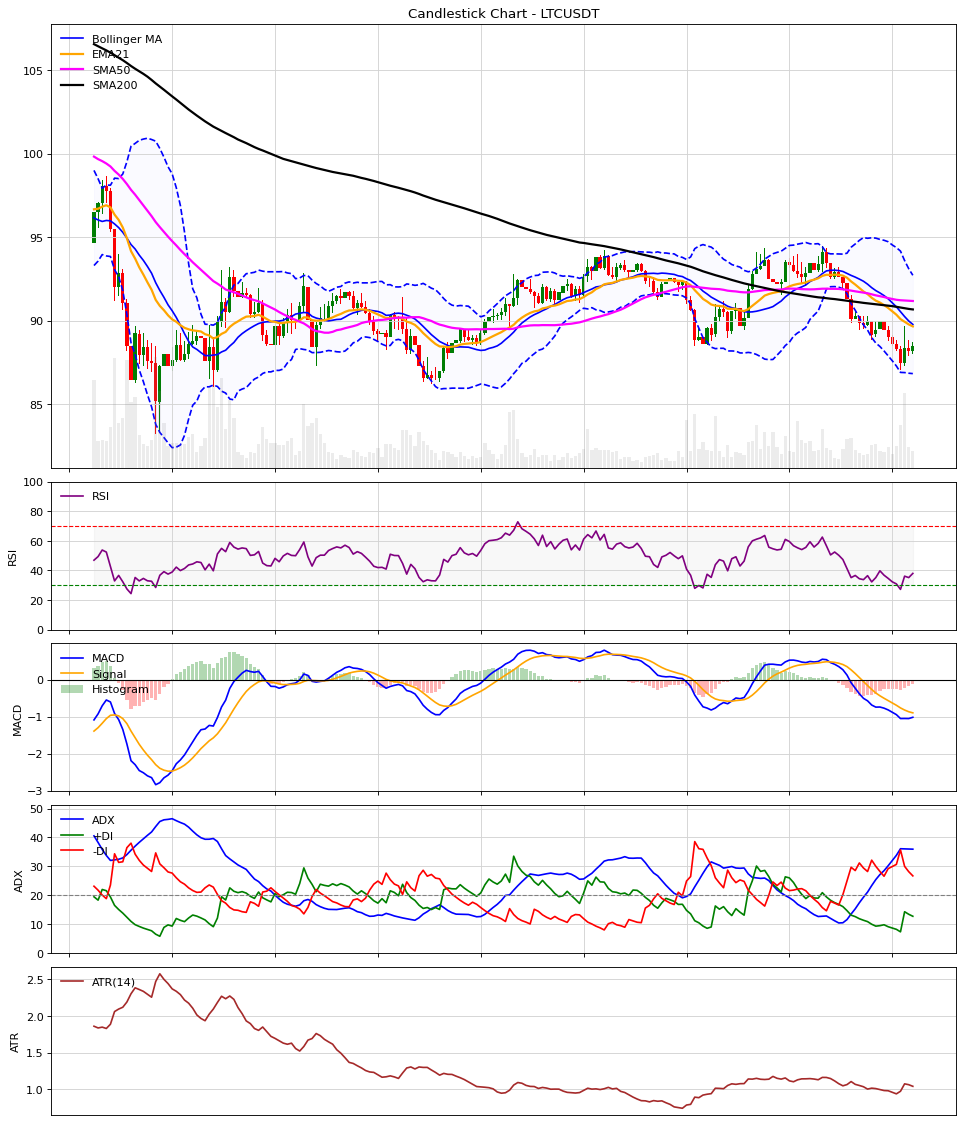 Candlestick Chart - LTCUSDT
Bollinger MA
EMA21
SMA50
SMA200
105
100
95
90
85
100
80
60
40
20
0
RSI
RSI
0
−1
−2
−3
MACD
MACD
Signal
Histogram
50
40
30
20
10
0
ADX
ADX
+DI
-DI
2.5
2.0
1.5
1.0
ATR
ATR(14)